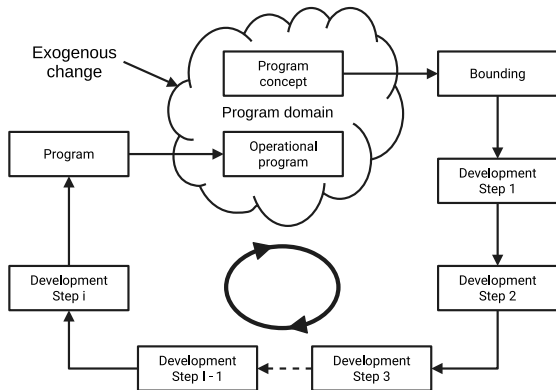 Exogenous
change
Program
concept
Bounding
Program domain
Program
Operational
program
Development
Step 1
Development
Step i
Development
Step 2
Development
Step I - 1
Development
Step 3